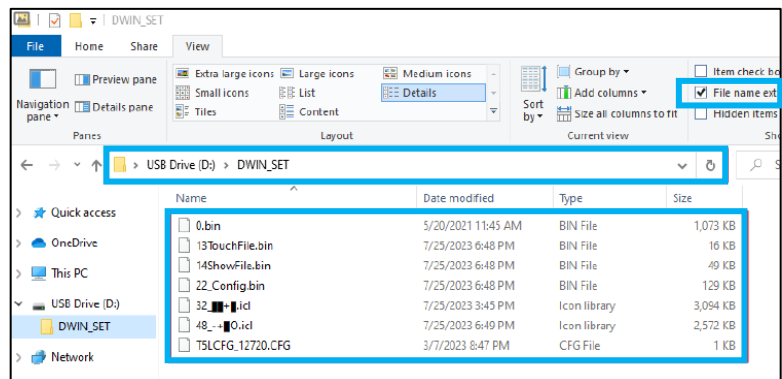 DWIN_SET
File Home Share View
Preview pane Extra large icons Large icons Medium icons Group by Item check bo
Navigation pane Details pane Small icons List Details Sort by Add columns File name ext
Tiles Content Size all columns to fit Hidden items
Panes Layout Current view Sho
USB Drive (D:) > DWIN_SET
Name Date modified Type Size
Quick access 0.bin 5/20/2021 11:45 AM BIN File 1,073 KB
13TouchFile.bin 7/25/2023 6:48 PM BIN File 16 KB
OneDrive 14ShowFile.bin 7/25/2023 6:48 PM BIN File 49 KB
This PC 22_Config.bin 7/25/2023 6:48 PM BIN File 129 KB
USB Drive (D:) 32_██+█.icl 7/25/2023 3:45 PM Icon library 3,094 KB
DWIN_SET 48_-+█O.icl 7/25/2023 6:49 PM Icon library 2,572 KB
Network T5LCFG_12720.CFG 3/7/2023 8:47 PM CFG File 1 KB